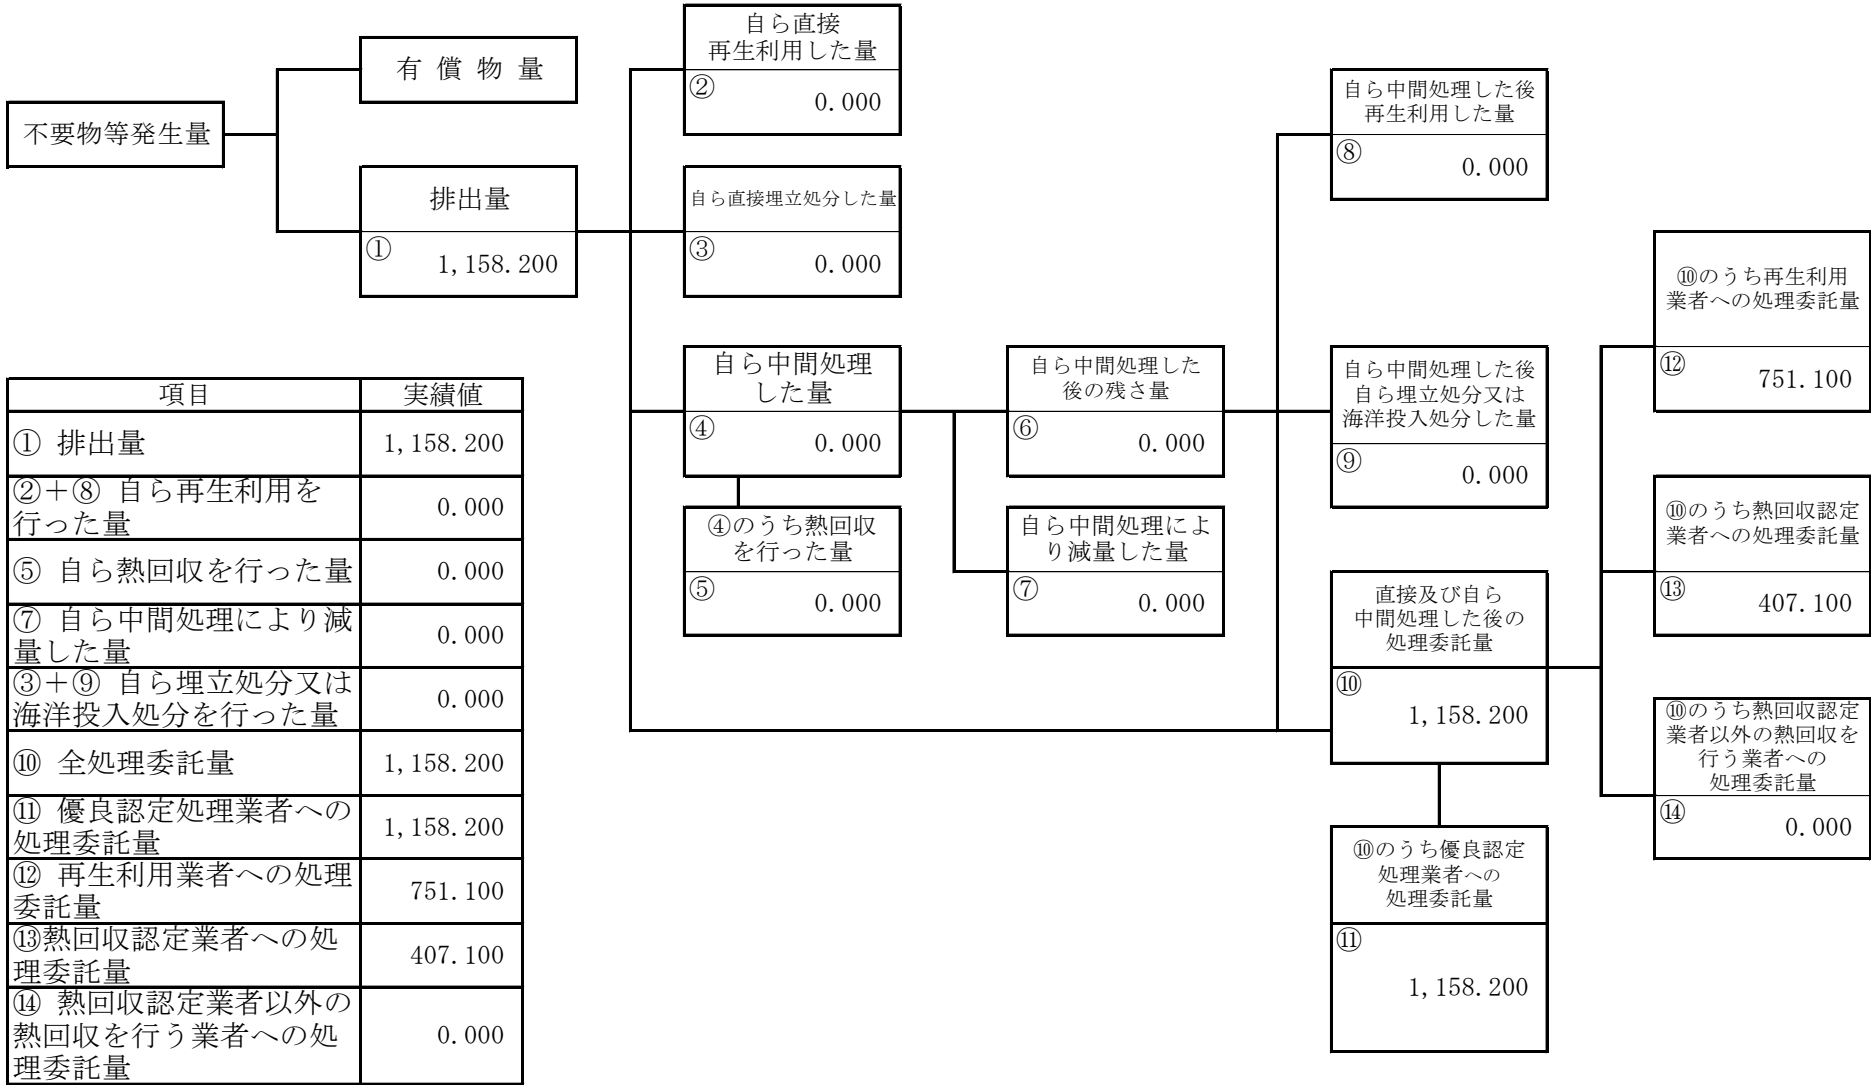 不要物等発生量
有 償 物 量
排出量
① 1,158.200
自ら直接
再生利用した量
② 0.000
自ら直接埋立処分した量
③ 0.000
自ら中間処理
した量
④ 0.000
④のうち熱回収
を行った量
⑤ 0.000
自ら中間処理した
後の残さ量
⑥ 0.000
自ら中間処理によ
り減量した量
⑦ 0.000
自ら中間処理した後
再生利用した量
⑧ 0.000
自ら中間処理した後
自ら埋立処分又は
海洋投入処分した量
⑨ 0.000
直接及び自ら
中間処理した後の
処理委託量
⑩
1,158.200
⑩のうち優良認定
処理業者への
処理委託量
⑪
1,158.200
⑩のうち再生利用
業者への処理委託量
⑫ 751.100
⑩のうち熱回収認定
業者への処理委託量
⑬ 407.100
⑩のうち熱回収認定
業者以外の熱回収を
行う業者への
処理委託量
⑭ 0.000
項目 実績値
① 排出量 1,158.200
②＋⑧ 自ら再生利用を
行った量 0.000
⑤ 自ら熱回収を行った量 0.000
⑦ 自ら中間処理により減
量した量 0.000
③＋⑨ 自ら埋立処分又は
海洋投入処分を行った量 0.000
⑩ 全処理委託量 1,158.200
⑪ 優良認定処理業者への
処理委託量 1,158.200
⑫ 再生利用業者への処理
委託量 751.100
⑬熱回収認定業者への処
理委託量 407.100
⑭ 熱回収認定業者以外の
熱回収を行う業者への処 0.000
理委託量